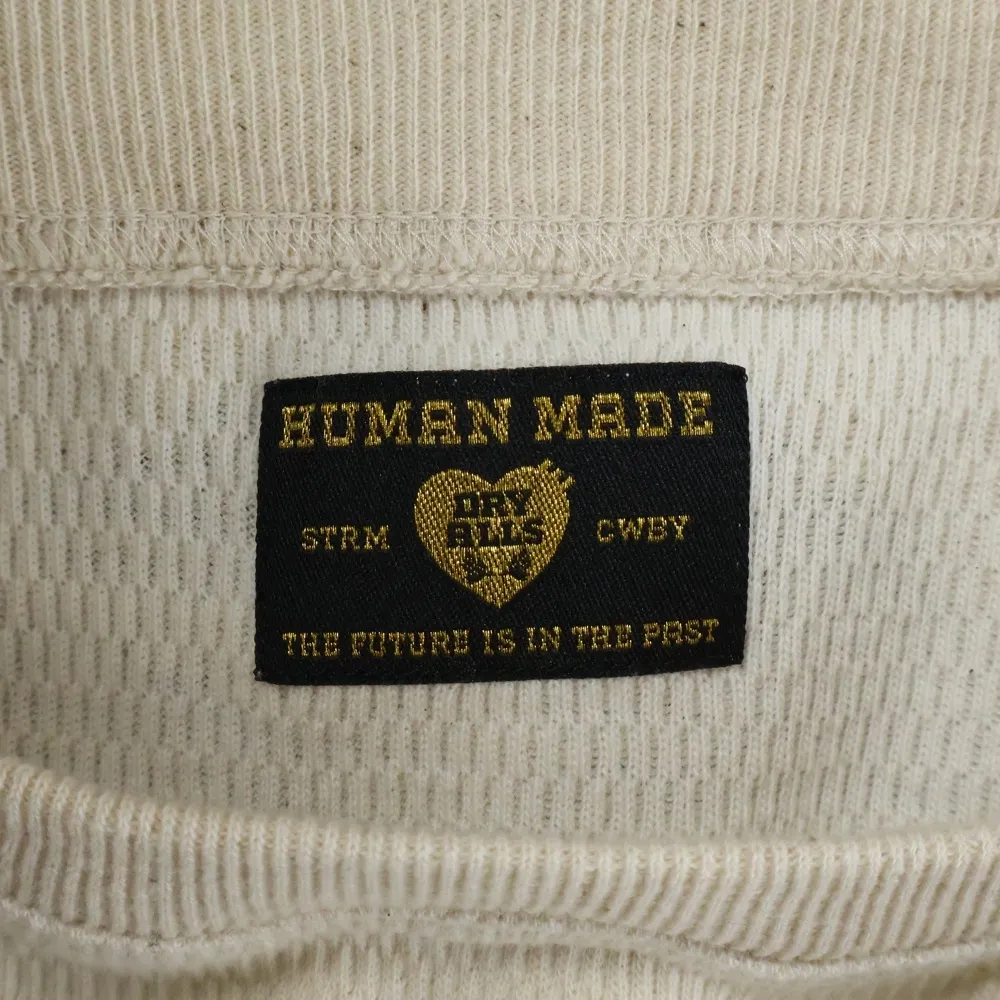 HUMAN MADE
DRY
ALLS
STRM
CWBY
THE FUTURE IS IN THE PAST